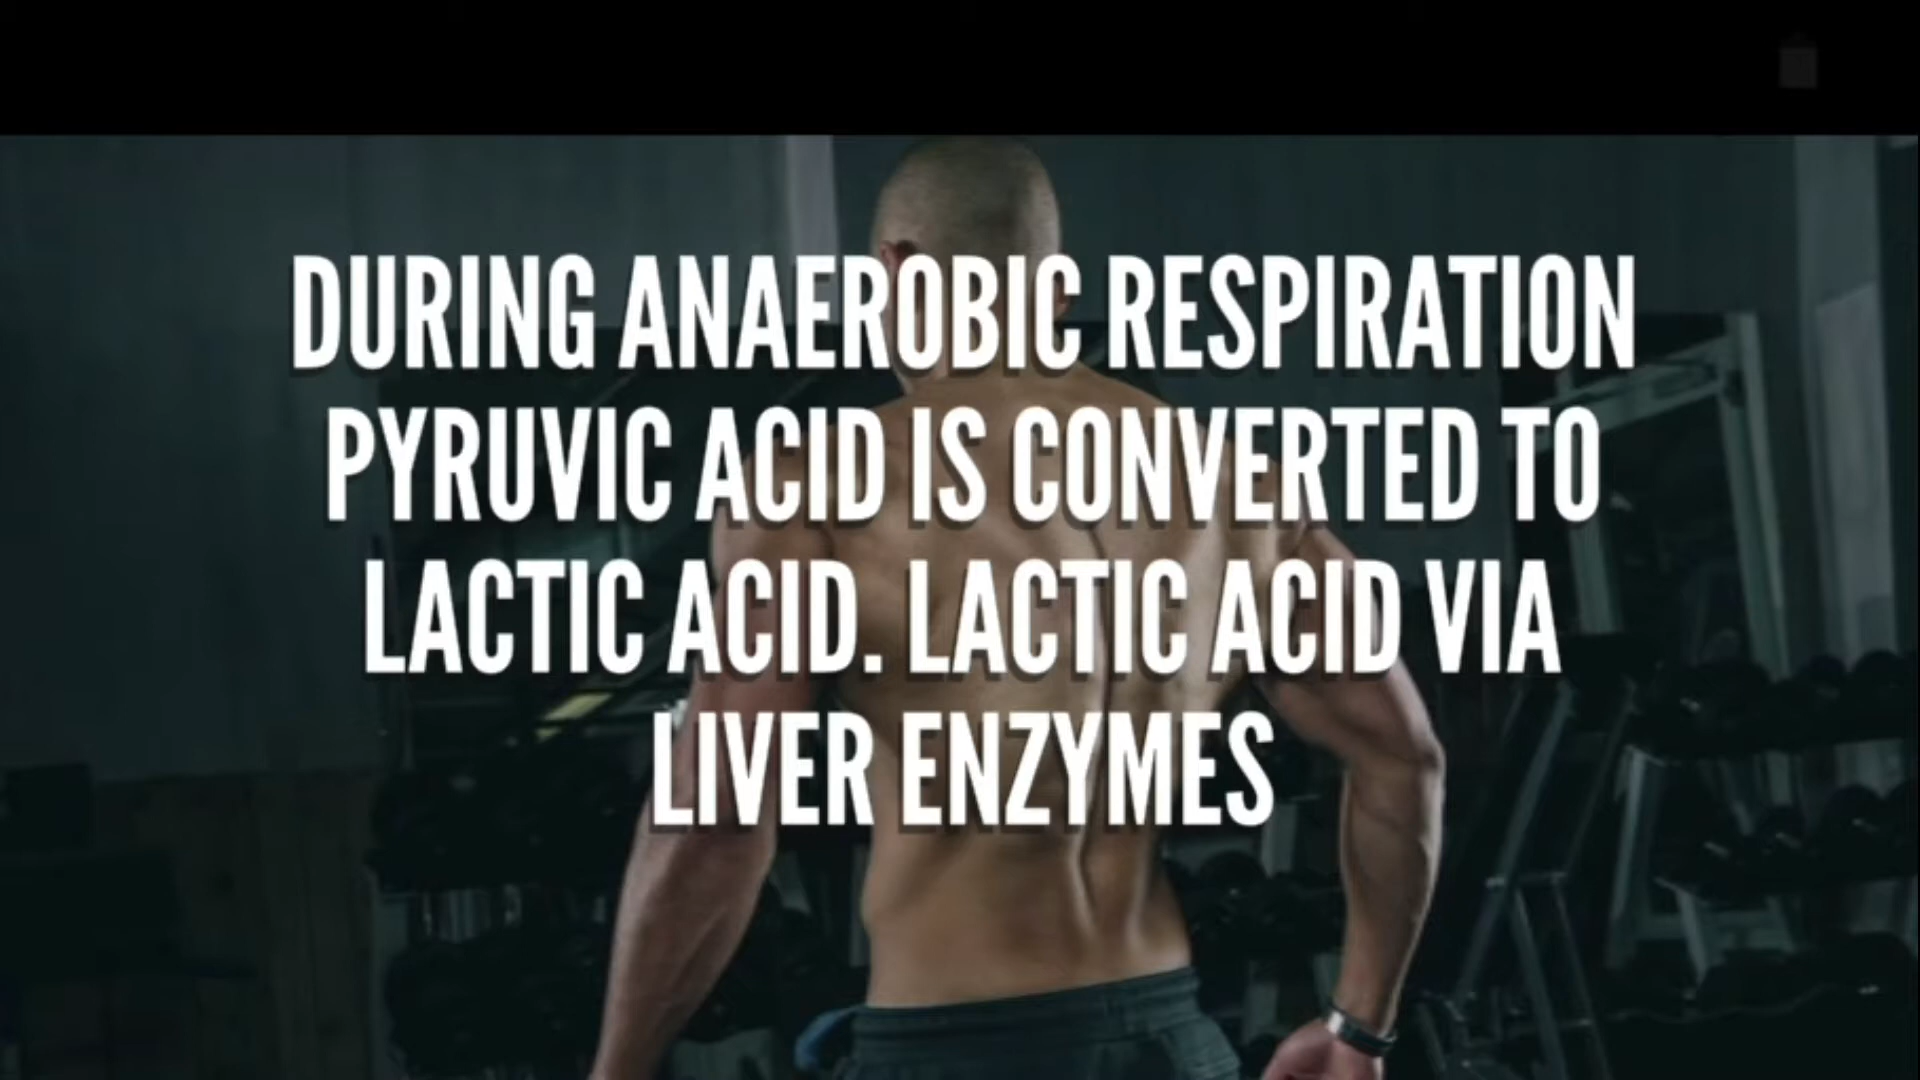 DURING ANAEROBIC RESPIRATION
PYRUVIC ACID IS CONVERTED TO
LACTIC ACID. LACTIC ACID VIA
LIVER ENZYMES